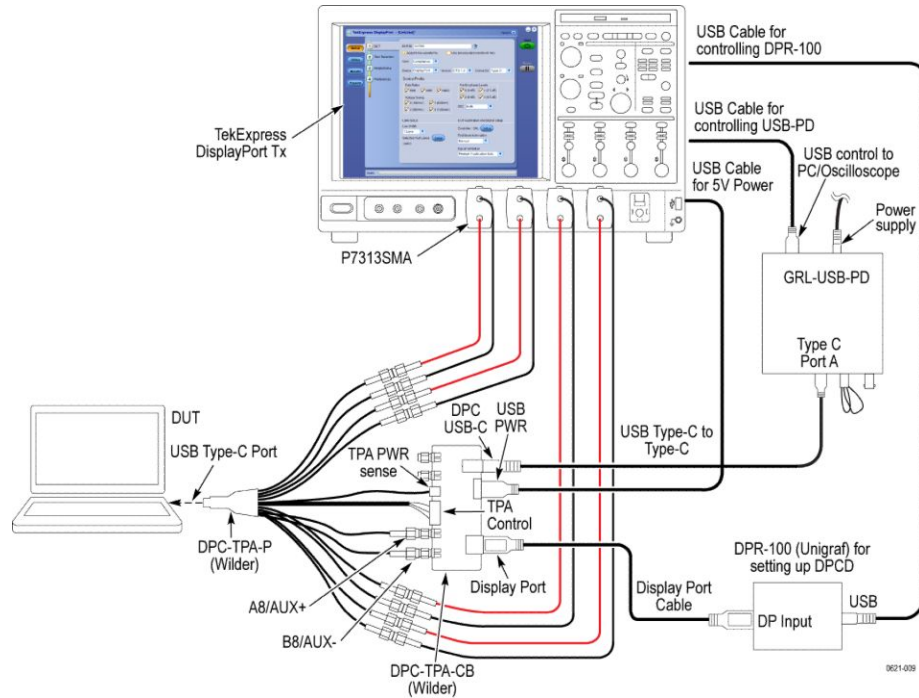 USB Cable for
controlling DPR-100
USB Cable for
controlling USB-PD
TekExpress
DisplayPort Tx
USB control to
PC/Oscilloscope
USB Cable
for 5V Power
Power
supply
P7313SMA
GRL-USB-PD
Type C
Port A
DUT
USB Type-C Port
DPC
USB-C
USB
PWR
USB Type-C to
Type-C
TPA PWR
sense
TPA
Control
DPC-TPA-P
(Wilder)
Display Port
DPR-100 (Unigraf) for
setting up DPCD
A8/AUX+
Display Port
Cable
USB
DP Input
B8/AUX-
DPC-TPA-CB
(Wilder)
0621-009